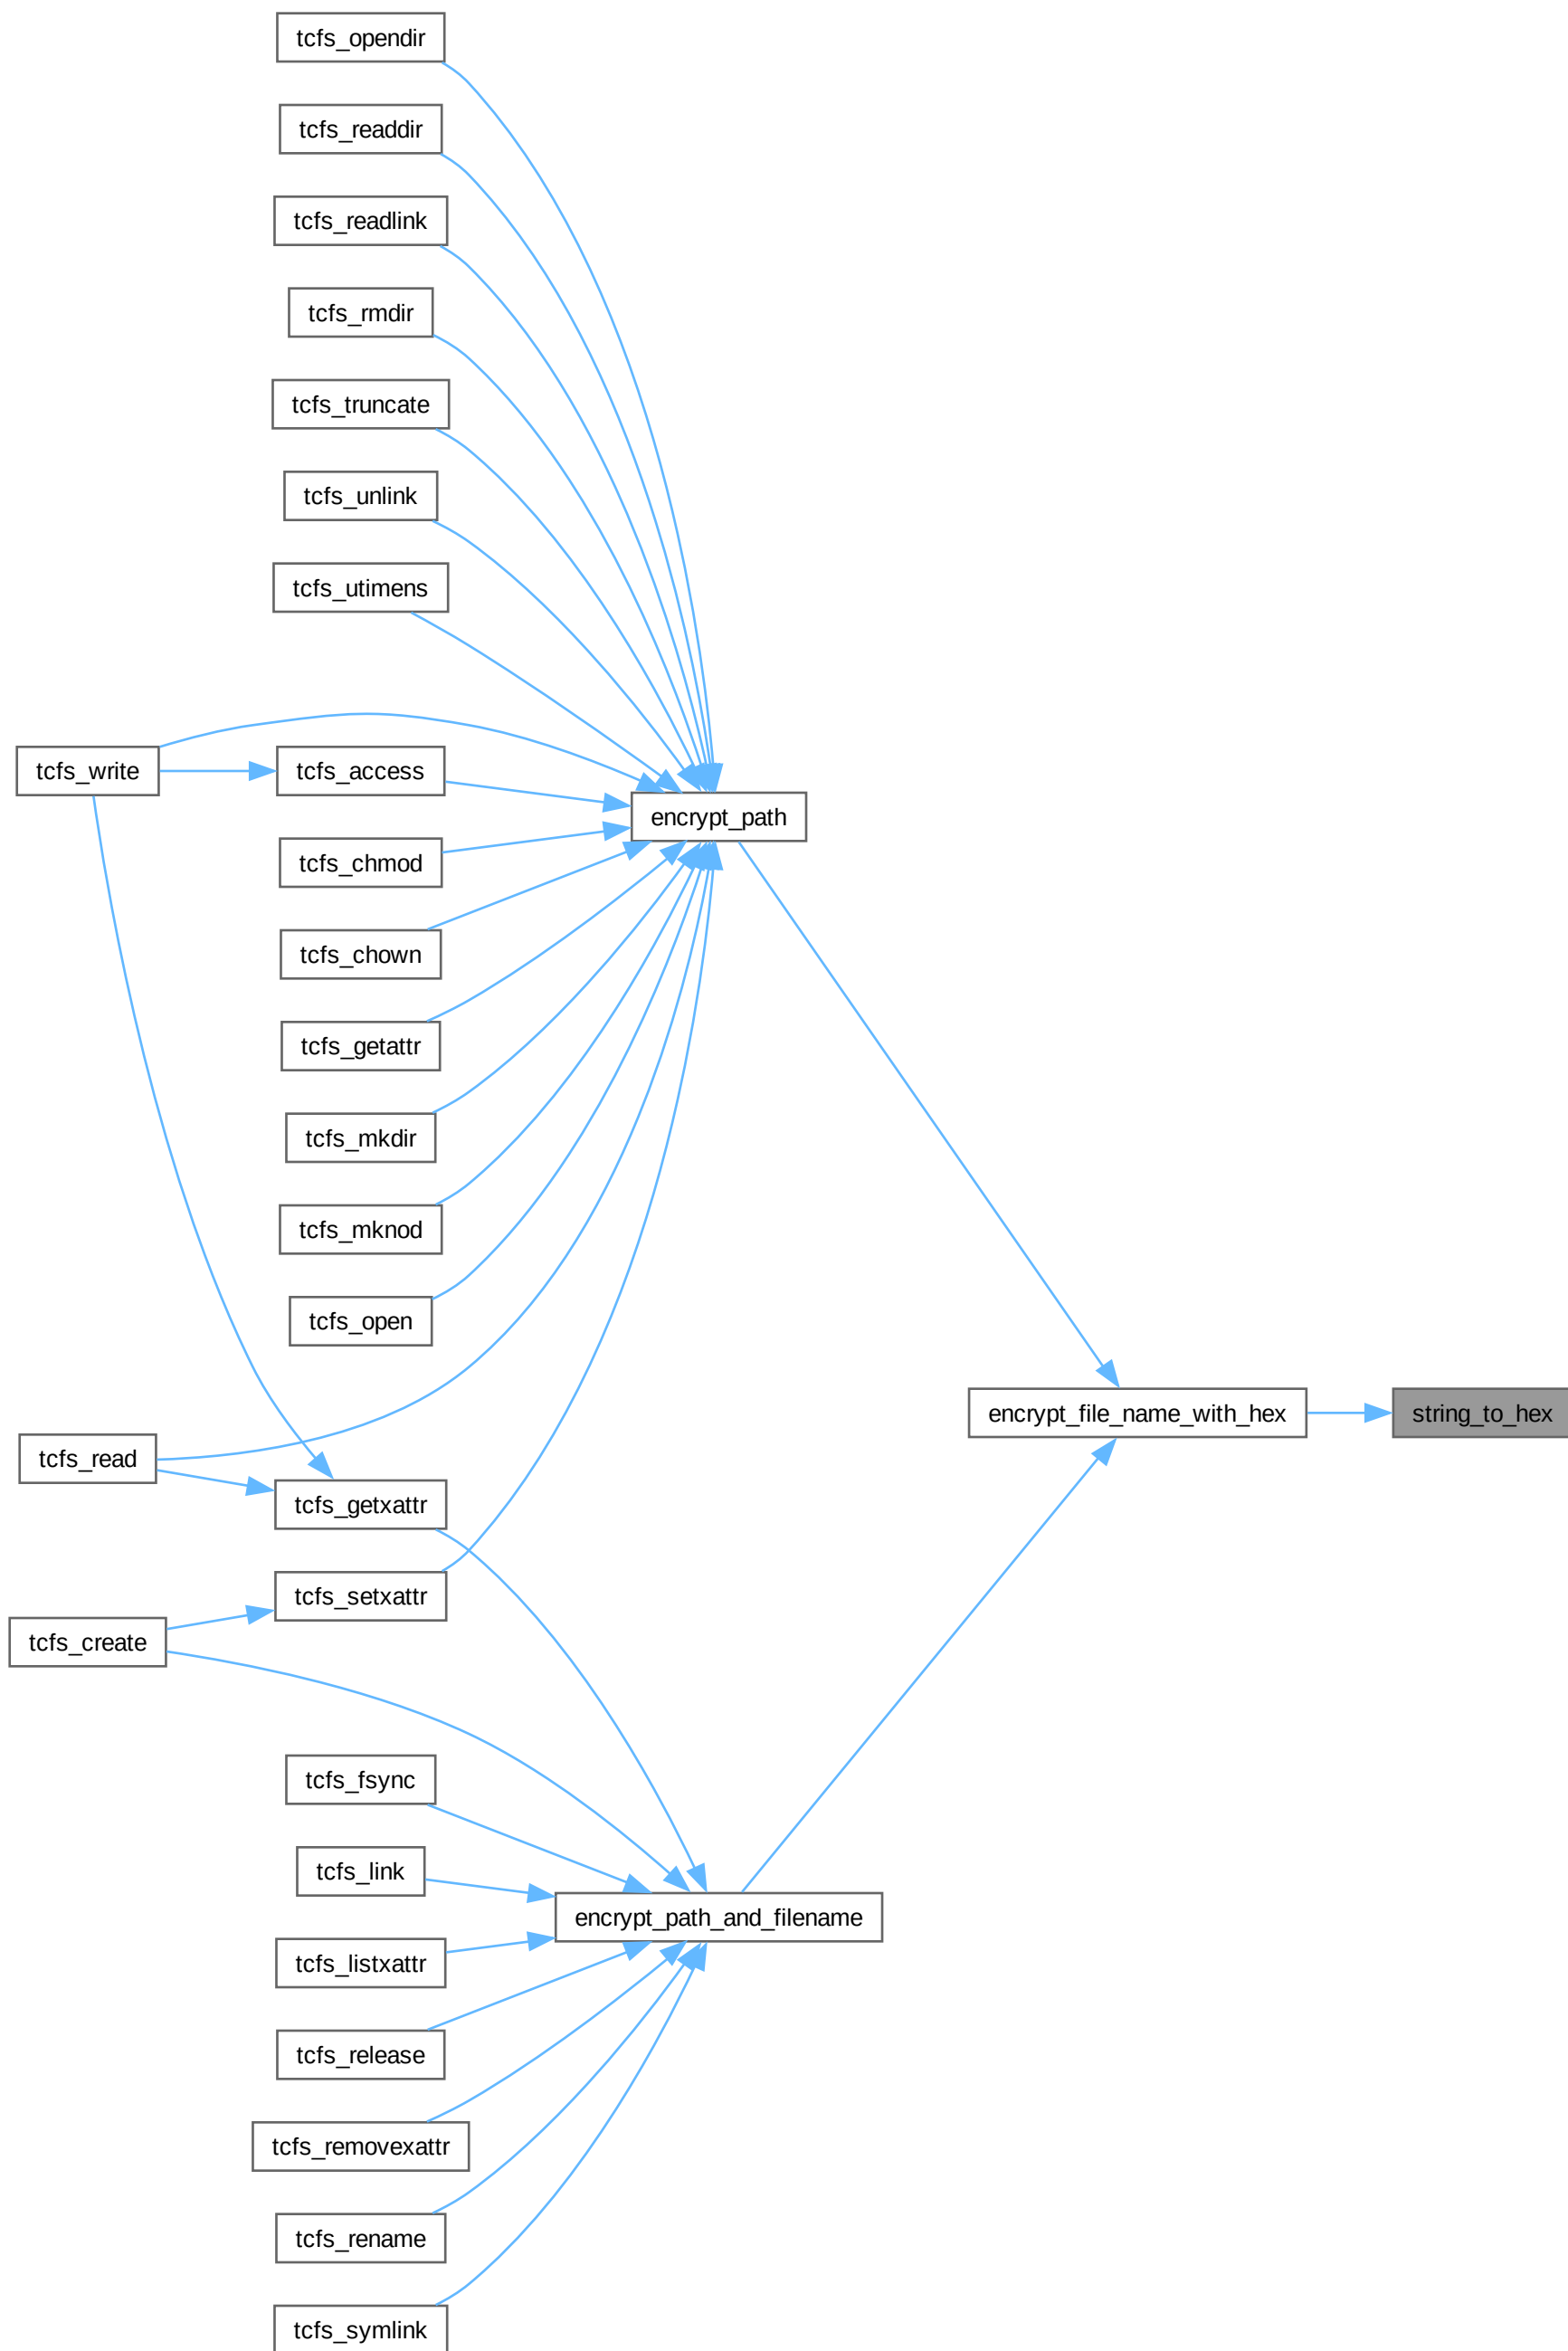 tcfs_opendir
tcfs_readdir
tcfs_readlink
tcfs_rmdir
tcfs_truncate
tcfs_unlink
tcfs_utimens
tcfs_write
tcfs_access
encrypt_path
tcfs_chmod
tcfs_chown
tcfs_getattr
tcfs_mkdir
tcfs_mknod
tcfs_open
encrypt_file_name_with_hex
string_to_hex
tcfs_read
tcfs_getxattr
tcfs_setxattr
tcfs_create
tcfs_fsync
tcfs_link
encrypt_path_and_filename
tcfs_listxattr
tcfs_release
tcfs_removexattr
tcfs_rename
tcfs_symlink